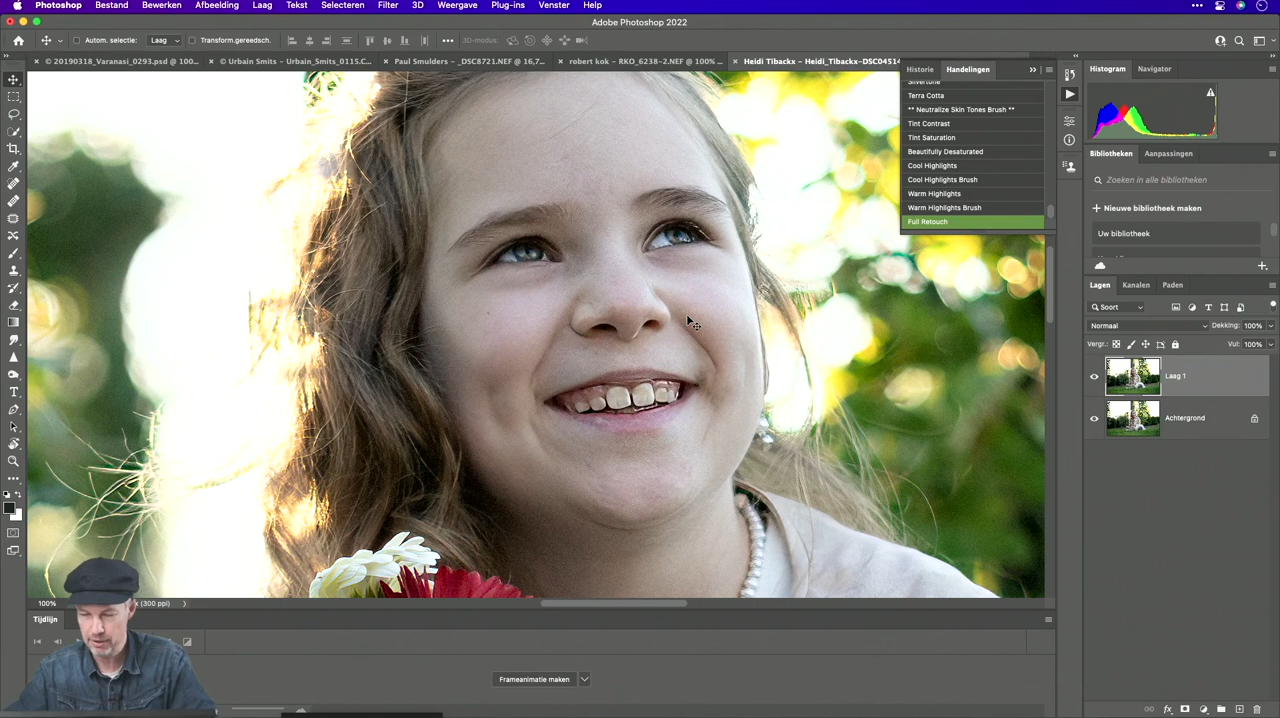 Photoshop Bestand Bewerken Afbeelding Laag Tekst Selecteren Filter 3D Weergave Plug-ins Venster Help
Adobe Photoshop 2022
Autom. selectie: Laag Transform.gereedsch. 3D-modus:
20190318_Varanasi_0293.psd @ 100... © Urbain Smits – Urbain_Smits_0115.C... Paul Smulders – _DSC8721.NEF @ 16,7... robert kok – RKO_6238-2.NEF @ 100% ... Heidi Tibackx – Heidi_Tibackx-DSC04514
Historie Handelingen
Silvertone
Terra Cotta
** Neutralize Skin Tones Brush **
Tint Contrast
Tint Saturation
Beautifully Desaturated
Cool Highlights
Cool Highlights Brush
Warm Highlights
Warm Highlights Brush
Full Retouch
Histogram Navigator
Bibliotheken Aanpassingen
Zoeken in alle bibliotheken
Nieuwe bibliotheek maken
Uw bibliotheek
Lagen Kanalen Paden
Soort
Normaal Dekking: 100%
Vergr.: Vul: 100%
Laag 1
Achtergrond
100% x (300 ppi)
Tijdlijn
Frameanimatie maken